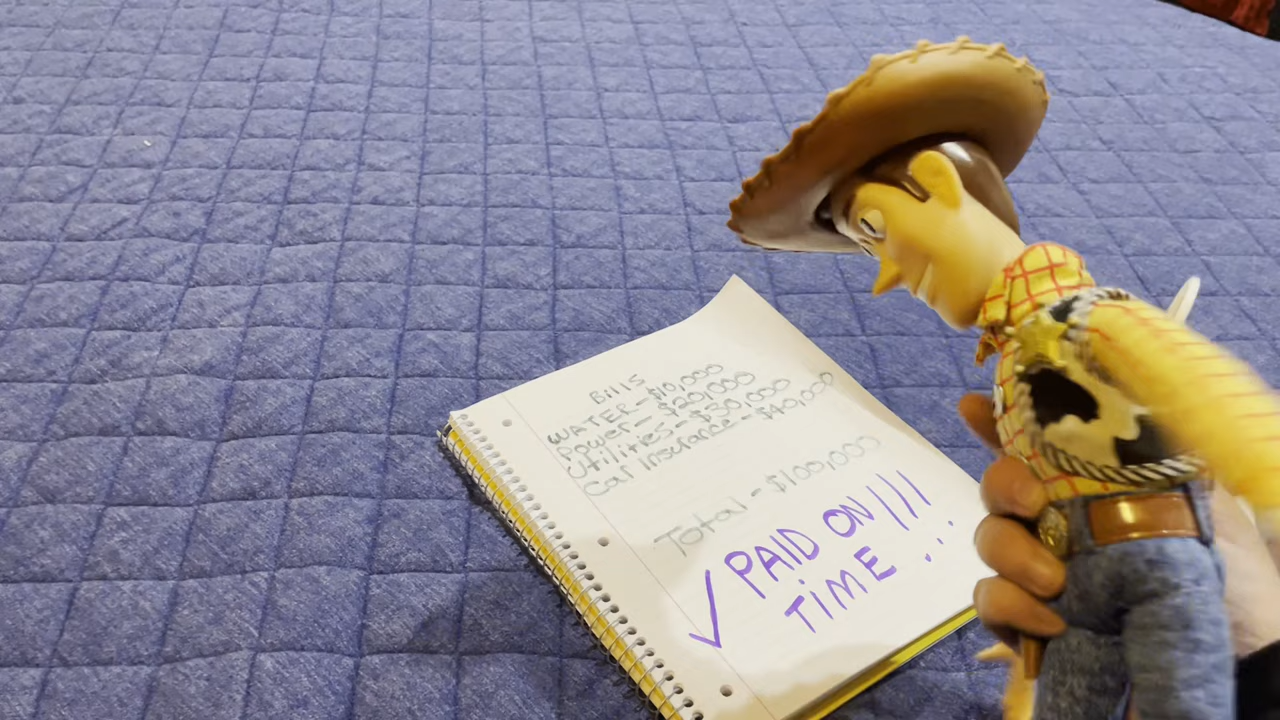 Bills
WATER - $10,000
Power - $20,000
Utilities - $30,000
Car Insurance - $40,000
Total - $100,000
✓ PAID ON !!!
TIME